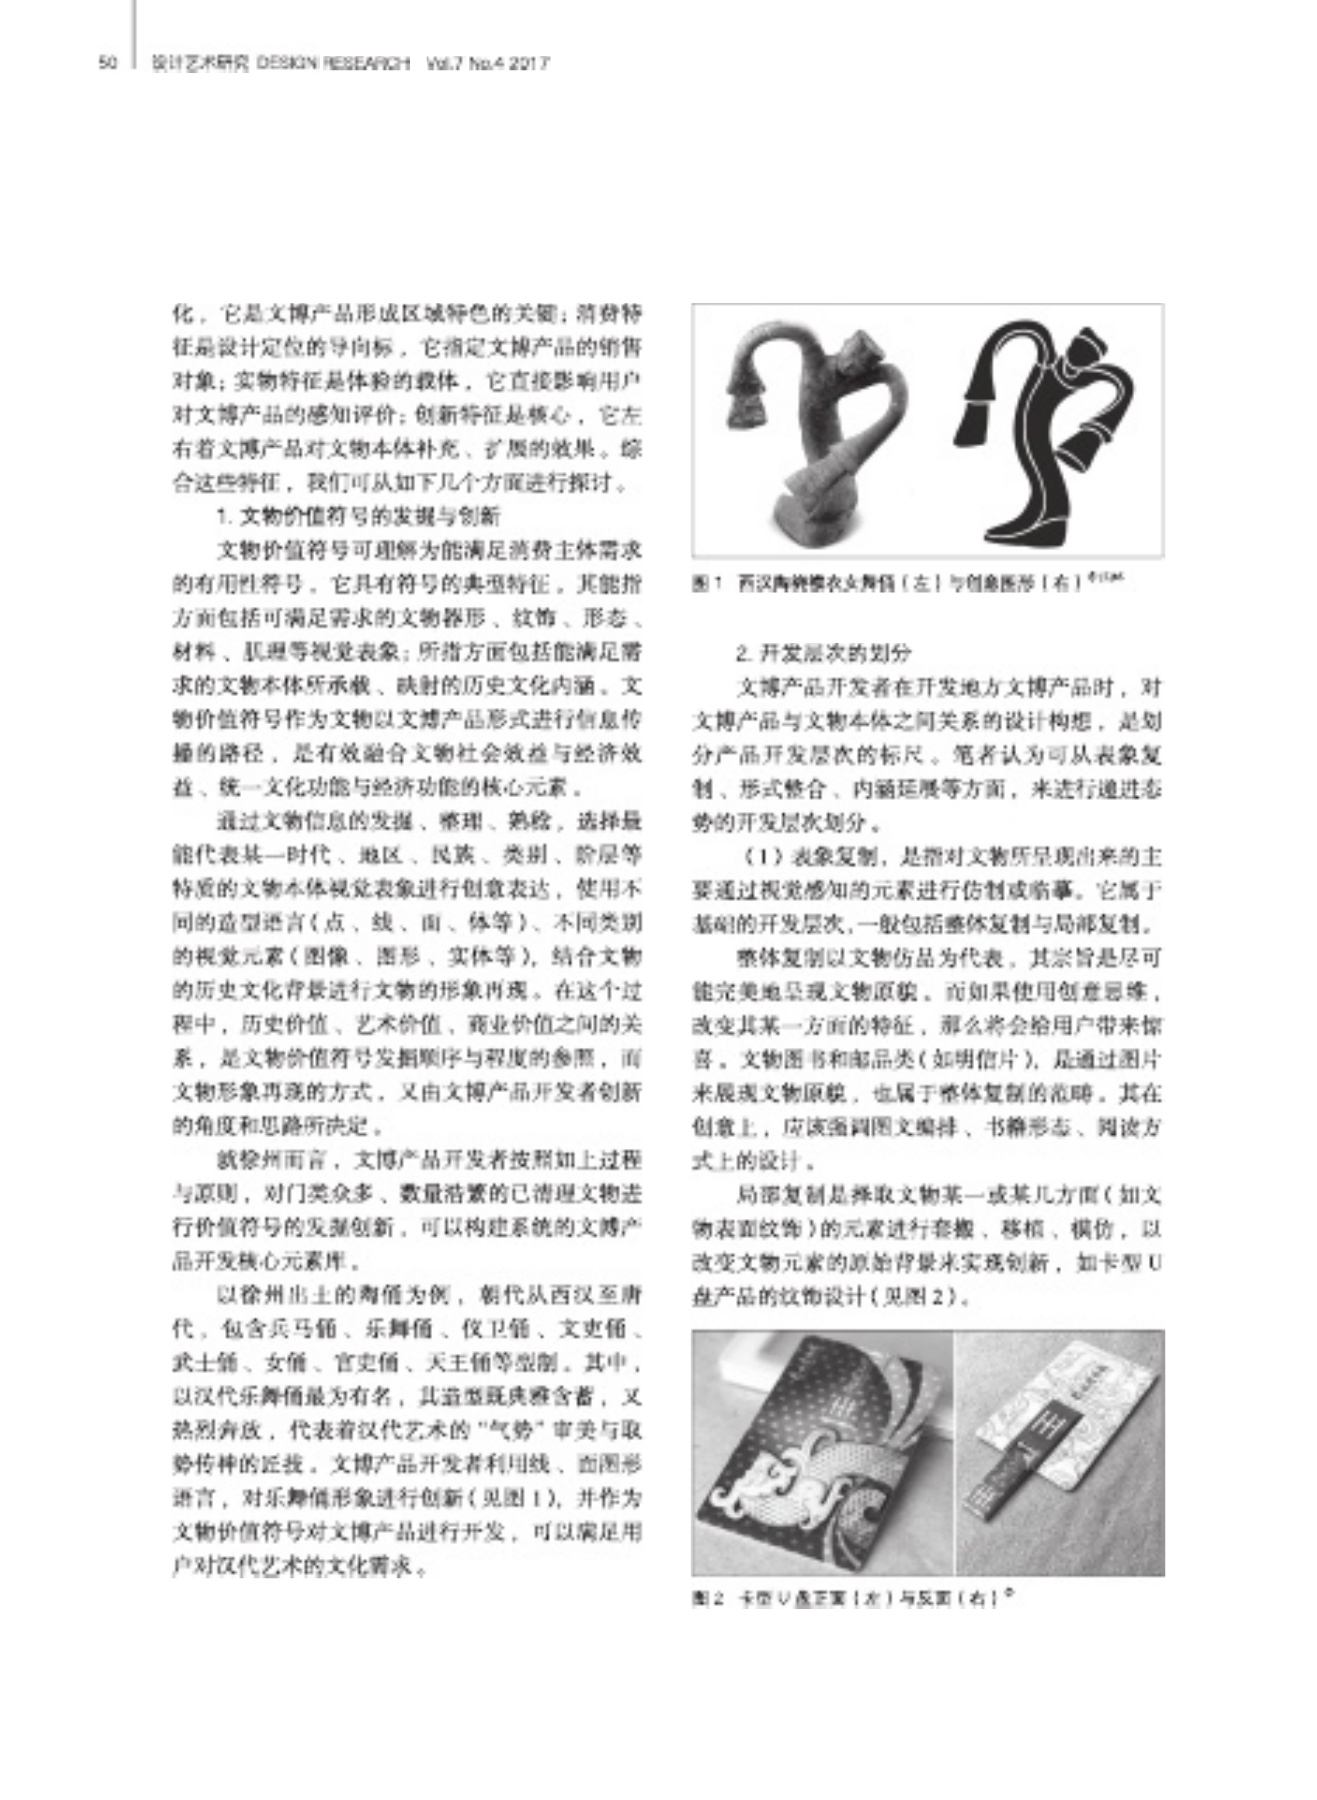 50 设计艺术研究 DESIGN RESEARCH Vol.7 No.4 2017
化，它是文博产品形成区域特色的关键；消费特
征是设计定位的导向标，它指定文博产品的销售
对象；实物特征是体验的载体，它直接影响用户
对文博产品的感知评价；创新特征是核心，它左
右着文博产品对文物本体补充、扩展的效果。综
合这些特征，我们可从如下几个方面进行探讨。
1. 文物价值符号的发掘与创新
文物价值符号可理解为能满足消费主体需求
的有用性符号，它具有符号的典型特征，其能指
方面包括可满足需求的文物器形、纹饰、形态、
材料、肌理等视觉表象；所指方面包括能满足需
求的文物本体所承载、映射的历史文化内涵。文
物价值符号作为文物以文博产品形式进行信息传
播的路径，是有效融合文物社会效益与经济效
益、统一文化功能与经济功能的核心元素。
通过文物信息的发掘、整理、熟稔，选择最
能代表某一时代、地区、民族、类别、阶层等
特质的文物本体视觉表象进行创意表达，使用不
同的造型语言（点、线、面、体等）、不同类别
的视觉元素（图像、图形、实体等），结合文物
的历史文化背景进行文物的形象再现。在这个过
程中，历史价值、艺术价值、商业价值之间的关
系，是文物价值符号发掘顺序与程度的参照，而
文物形象再现的方式，又由文博产品开发者创新
的角度和思路所决定。
就徐州而言，文博产品开发者按照如上过程
与原则，对门类众多、数量浩繁的已清理文物进
行价值符号的发掘创新，可以构建系统的文博产
品开发核心元素库。
以徐州出土的陶俑为例，朝代从西汉至唐
代，包含兵马俑、乐舞俑、仪卫俑、文吏俑、
武士俑、女俑、官吏俑、天王俑等型制。其中，
以汉代乐舞俑最为有名，其造型既典雅含蓄，又
热烈奔放，代表着汉代艺术的“气势”审美与取
势传神的匠技。文博产品开发者利用线、面图形
语言，对乐舞俑形象进行创新（见图1），并作为
文物价值符号对文博产品进行开发，可以满足用
户对汉代艺术的文化需求。
图1 西汉陶绕襟衣女舞俑（左）与创意图形（右）
2. 开发层次的划分
文博产品开发者在开发地方文博产品时，对
文博产品与文物本体之间关系的设计构想，是划
分产品开发层次的标尺。笔者认为可从表象复
制、形式整合、内涵延展等方面，来进行递进态
势的开发层次划分。
（1）表象复制，是指对文物所呈现出来的主
要通过视觉感知的元素进行仿制或临摹。它属于
基础的开发层次，一般包括整体复制与局部复制。
整体复制以文物仿品为代表，其宗旨是尽可
能完美地呈现文物原貌。而如果使用创意思维，
改变其某一方面的特征，那么将会给用户带来惊
喜。文物图书和邮品类（如明信片），是通过图片
来展现文物原貌，也属于整体复制的范畴。其在
创意上，应该强调图文编排、书籍形态、阅读方
式上的设计。
局部复制是择取文物某一或某几方面（如文
物表面纹饰）的元素进行套搬、移植、模仿，以
改变文物元素的原始背景来实现创新，如卡型U
盘产品的纹饰设计（见图2）。
图2 卡型U盘正面（左）与反面（右）